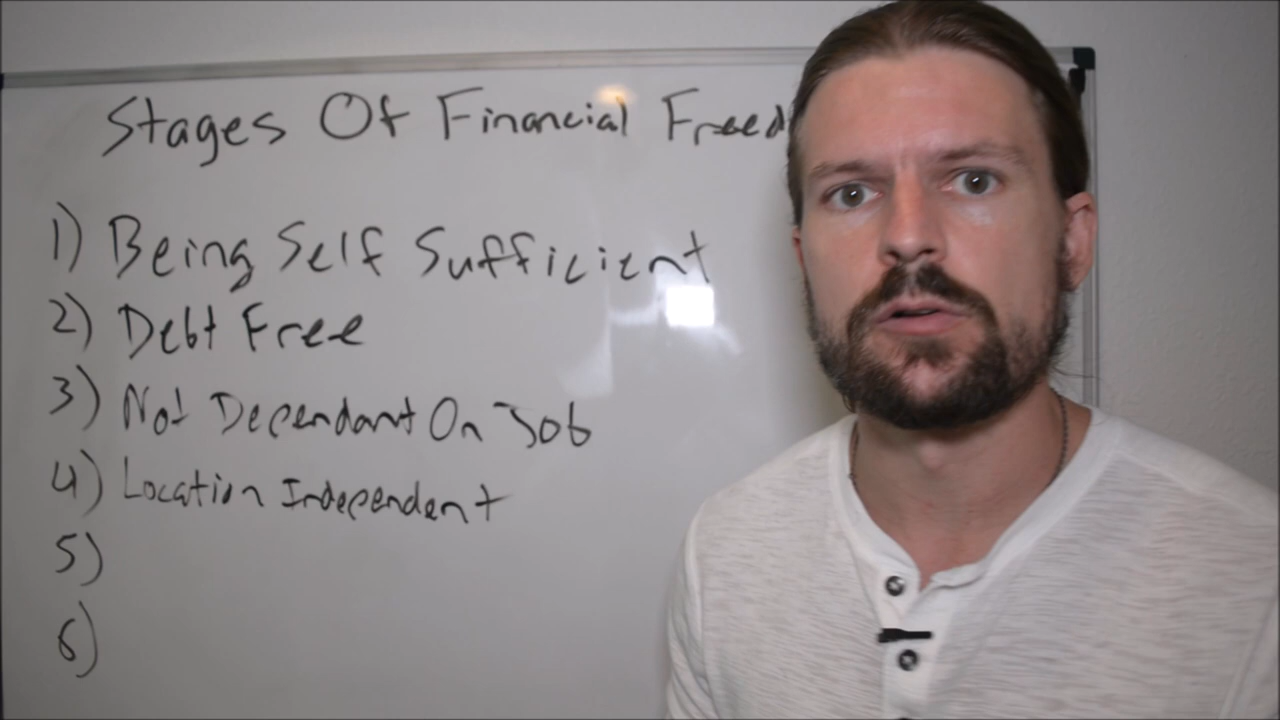 Stages Of Financial Freed
1) Being Self Sufficient
2) Debt Free
3) Not Dependant On Job
4) Location Independent
5)
6)